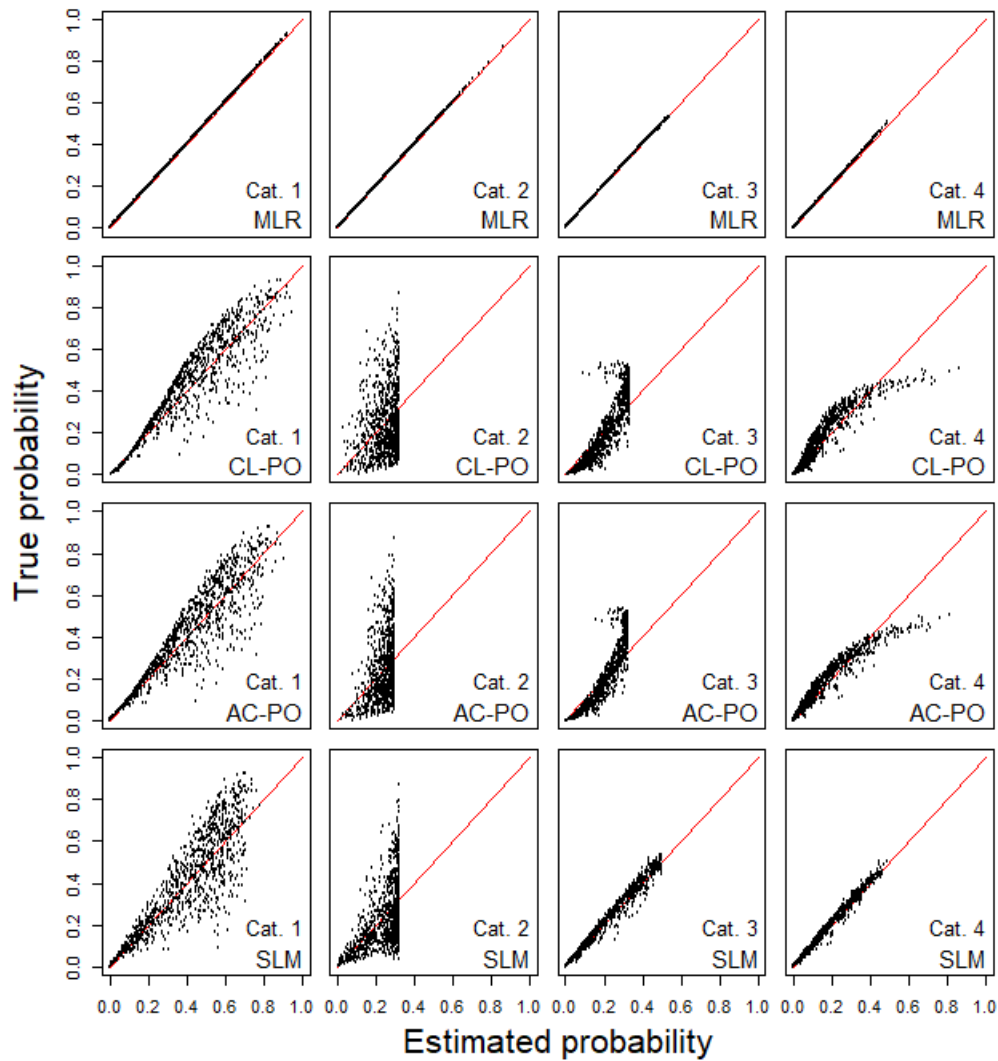 True probability
1.0
0.8
0.6
0.4
0.2
0.0
Cat. 1
MLR
Cat. 2
MLR
Cat. 3
MLR
Cat. 4
MLR
1.0
0.8
0.6
0.4
0.2
0.0
Cat. 1
CL-PO
Cat. 2
CL-PO
Cat. 3
CL-PO
Cat. 4
CL-PO
1.0
0.8
0.6
0.4
0.2
0.0
Cat. 1
AC-PO
Cat. 2
AC-PO
Cat. 3
AC-PO
Cat. 4
AC-PO
1.0
0.8
0.6
0.4
0.2
0.0
Cat. 1
SLM
Cat. 2
SLM
Cat. 3
SLM
Cat. 4
SLM
0.0 0.2 0.4 0.6 0.8 1.0 0.0 0.2 0.4 0.6 0.8 1.0 0.0 0.2 0.4 0.6 0.8 1.0 0.0 0.2 0.4 0.6 0.8 1.0
Estimated probability